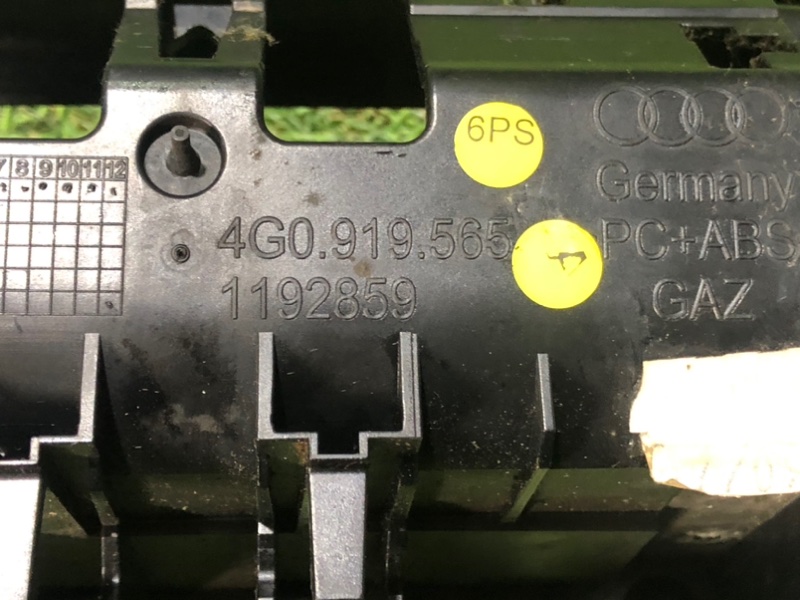 6PS
Germany
7 8 9 10 11 12
4G0.919.565
PC+ABS
1192859
GAZ